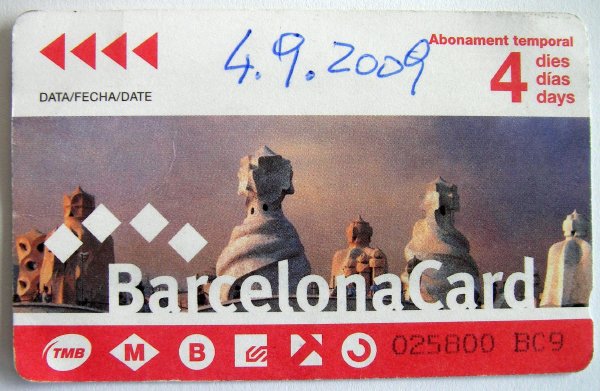 4.9.2009
Abonament temporal
4 dies
días
days
DATA/FECHA/DATE
BarcelonaCard
TMB M B 025800 BC9